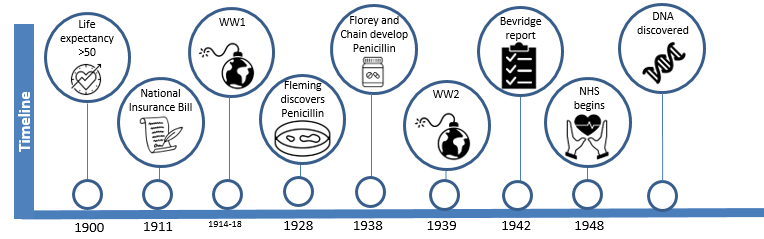 Timeline
Life
expectancy
>50
National
Insurance Bill
WW1
Fleming
discovers
Penicillin
Florey and
Chain develop
Penicillin
WW2
Bevridge
report
NHS
begins
DNA
discovered
1900
1911
1914-18
1928
1938
1939
1942
1948